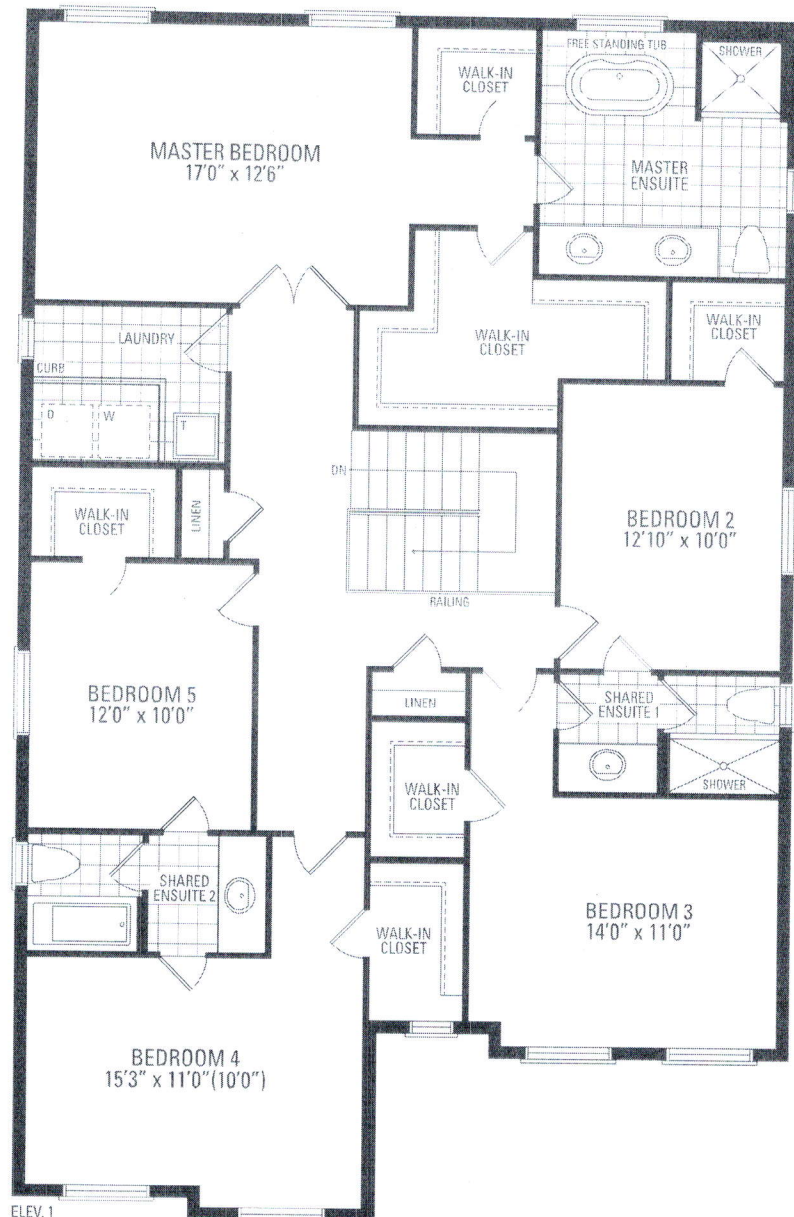 FREE STANDING TUB
SHOWER
WALK-IN
CLOSET
MASTER BEDROOM
17'0" x 12'6"
MASTER
ENSUITE
LAUNDRY
WALK-IN
CLOSET
WALK-IN
CLOSET
CURB
D
W
T
DN
WALK-IN
CLOSET
LINEN
BEDROOM 2
12'10" x 10'0"
RAILING
BEDROOM 5
12'0" x 10'0"
LINEN
SHARED
ENSUITE 1
SHOWER
WALK-IN
CLOSET
SHARED
ENSUITE 2
WALK-IN
CLOSET
BEDROOM 3
14'0" x 11'0"
BEDROOM 4
15'3" x 11'0"(10'0")
ELEV. 1